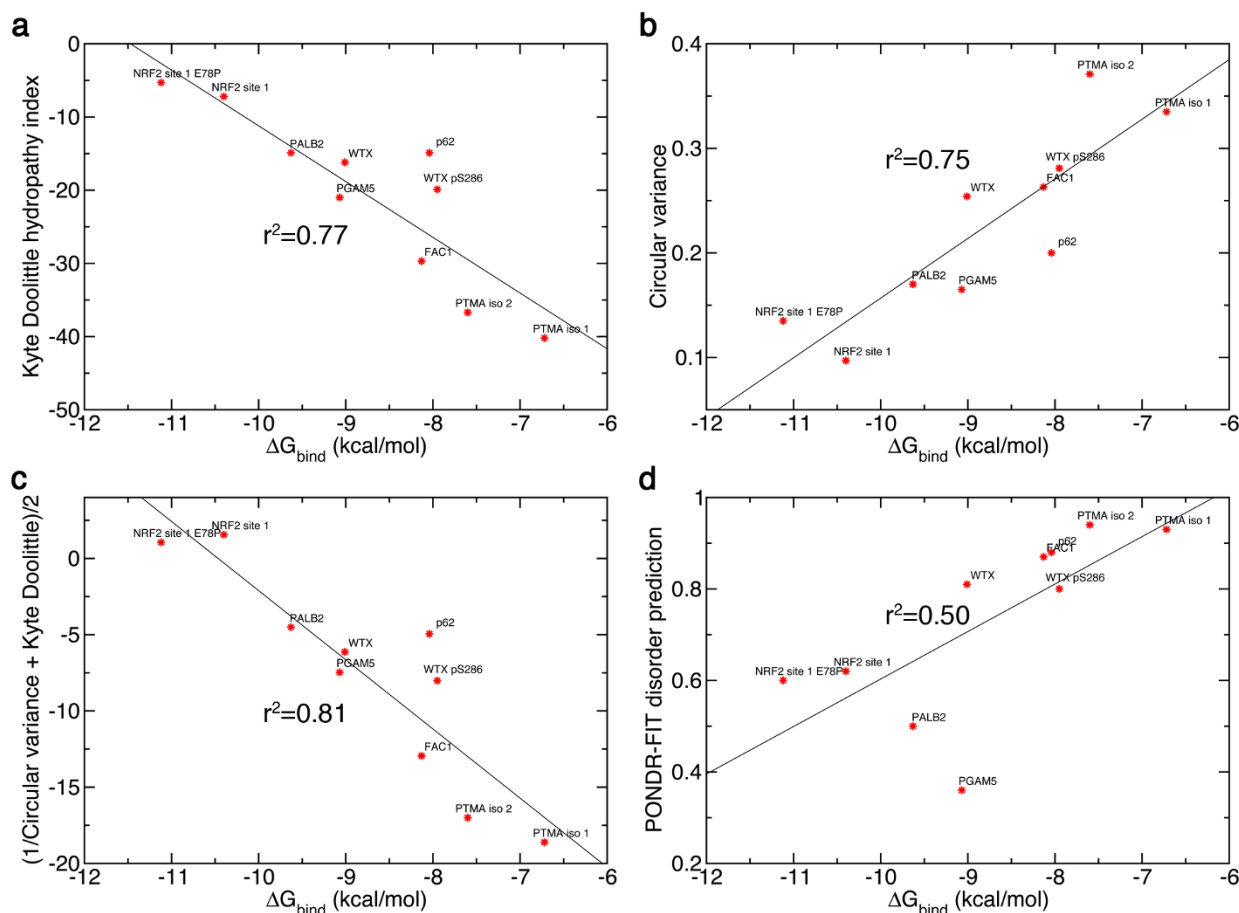 a
Kyte Doolittle hydropathy index
0
-10
-20
-30
-40
-50
NRF2 site 1 E78P
NRF2 site 1
PALB2
WTX
p62
PGAM5
WTX pS286
r²=0.77
FAC1
PTMA iso 2
PTMA iso 1
-12 -11 -10 -9 -8 -7 -6
ΔG_bind (kcal/mol)
b
Circular variance
0.4
0.3
0.2
0.1
PTMA iso 2
PTMA iso 1
r²=0.75
WTX pS286
FAC1
WTX
p62
PALB2
PGAM5
NRF2 site 1 E78P
NRF2 site 1
-12 -11 -10 -9 -8 -7 -6
ΔG_bind (kcal/mol)
c
(1/Circular variance + Kyte Doolittle)/2
0
-5
-10
-15
-20
NRF2 site 1 E78P
NRF2 site 1
PALB2
p62
WTX
PGAM5
WTX pS286
r²=0.81
FAC1
PTMA iso 2
PTMA iso 1
-12 -11 -10 -9 -8 -7 -6
ΔG_bind (kcal/mol)
d
PONDR-FIT disorder prediction
1
0.8
0.6
0.4
0.2
PTMA iso 2
PTMA iso 1
p62
FAC1
WTX
WTX pS286
r²=0.50
NRF2 site 1 E78P
NRF2 site 1
PALB2
PGAM5
-12 -11 -10 -9 -8 -7 -6
ΔG_bind (kcal/mol)